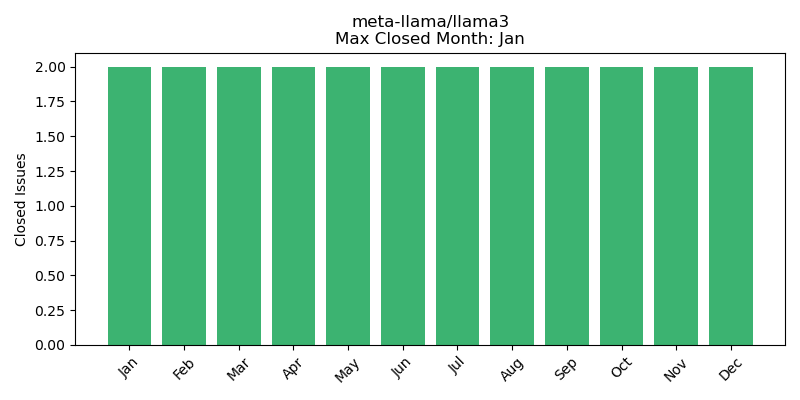 meta-llama/llama3
Max Closed Month: Jan
Closed Issues
2.00
1.75
1.50
1.25
1.00
0.75
0.50
0.25
0.00
Jan
Feb
Mar
Apr
May
Jun
Jul
Aug
Sep
Oct
Nov
Dec